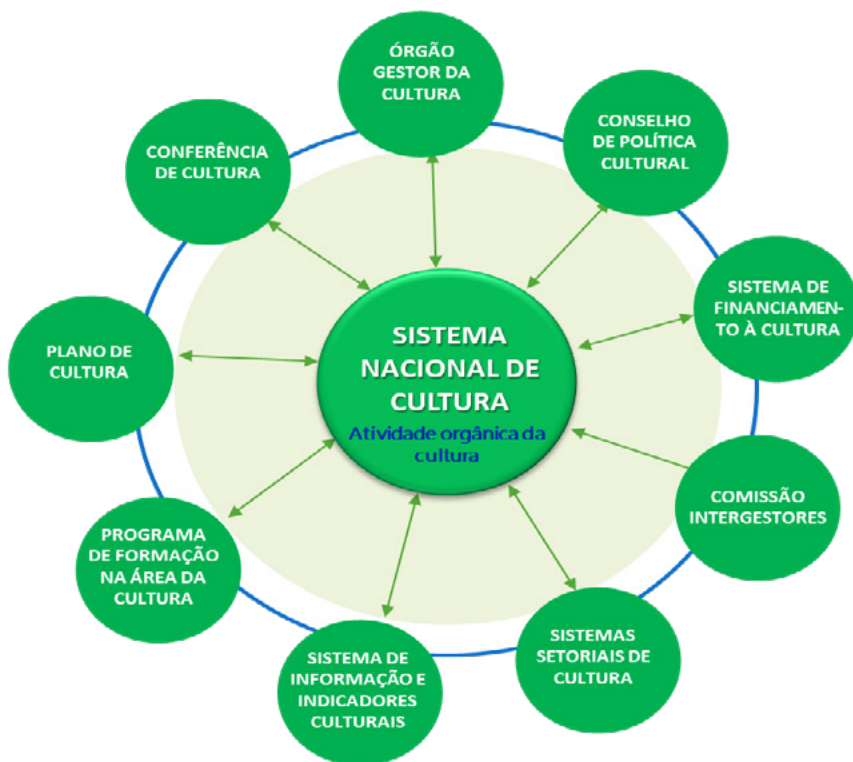 ÓRGÃO
GESTOR DA
CULTURA
CONSELHO
DE POLÍTICA
CULTURAL
SISTEMA DE
FINANCIAMEN-
TO À CULTURA
COMISSÃO
INTERGESTORES
SISTEMAS
SETORIAIS DE
CULTURA
SISTEMA DE
INFORMAÇÃO E
INDICADORES
CULTURAIS
PROGRAMA
DE FORMAÇÃO
NA ÁREA DA
CULTURA
PLANO DE
CULTURA
CONFERÊNCIA
DE CULTURA
SISTEMA
NACIONAL DE
CULTURA
Atividade orgânica da
cultura